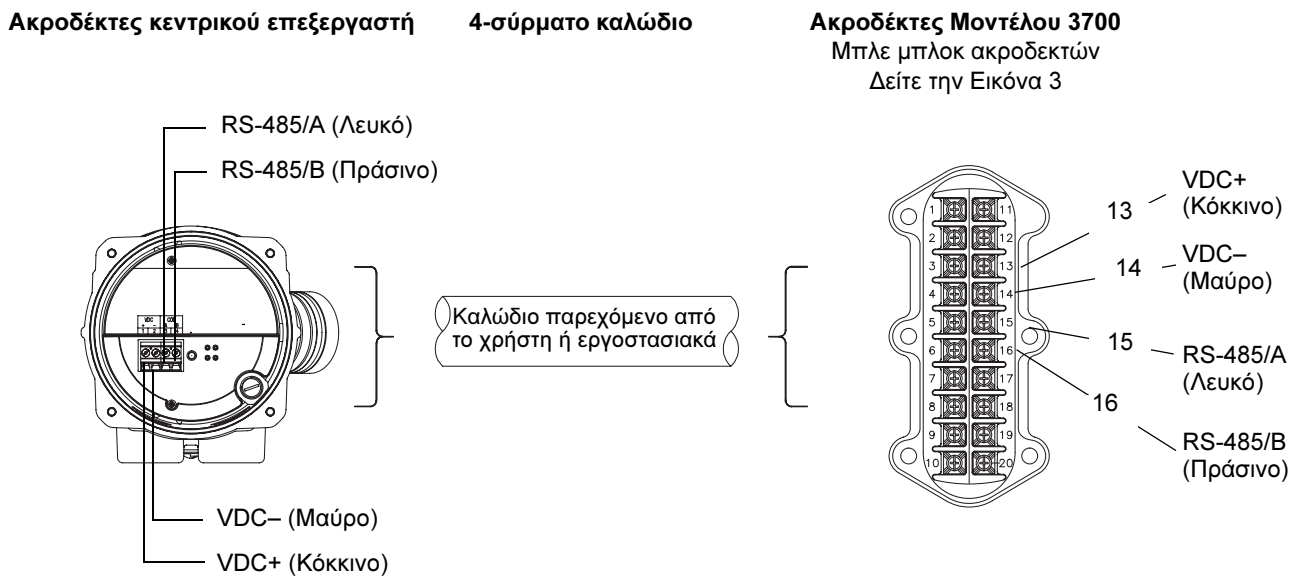 Ακροδέκτες κεντρικού επεξεργαστή
4-σύρματο καλώδιο
Ακροδέκτες Μοντέλου 3700
Μπλε μπλοκ ακροδεκτών
Δείτε την Εικόνα 3
RS-485/A (Λευκό)
RS-485/B (Πράσινο)
VDC– (Μαύρο)
VDC+ (Κόκκινο)
Καλώδιο παρεχόμενο από
το χρήστη ή εργοστασιακά
1 11
2 12
3 13
4 14
5 15
6 16
7 17
8 18
9 19
10 20
13
VDC+
(Κόκκινο)
14
VDC–
(Μαύρο)
15
RS-485/A
(Λευκό)
16
RS-485/B
(Πράσινο)